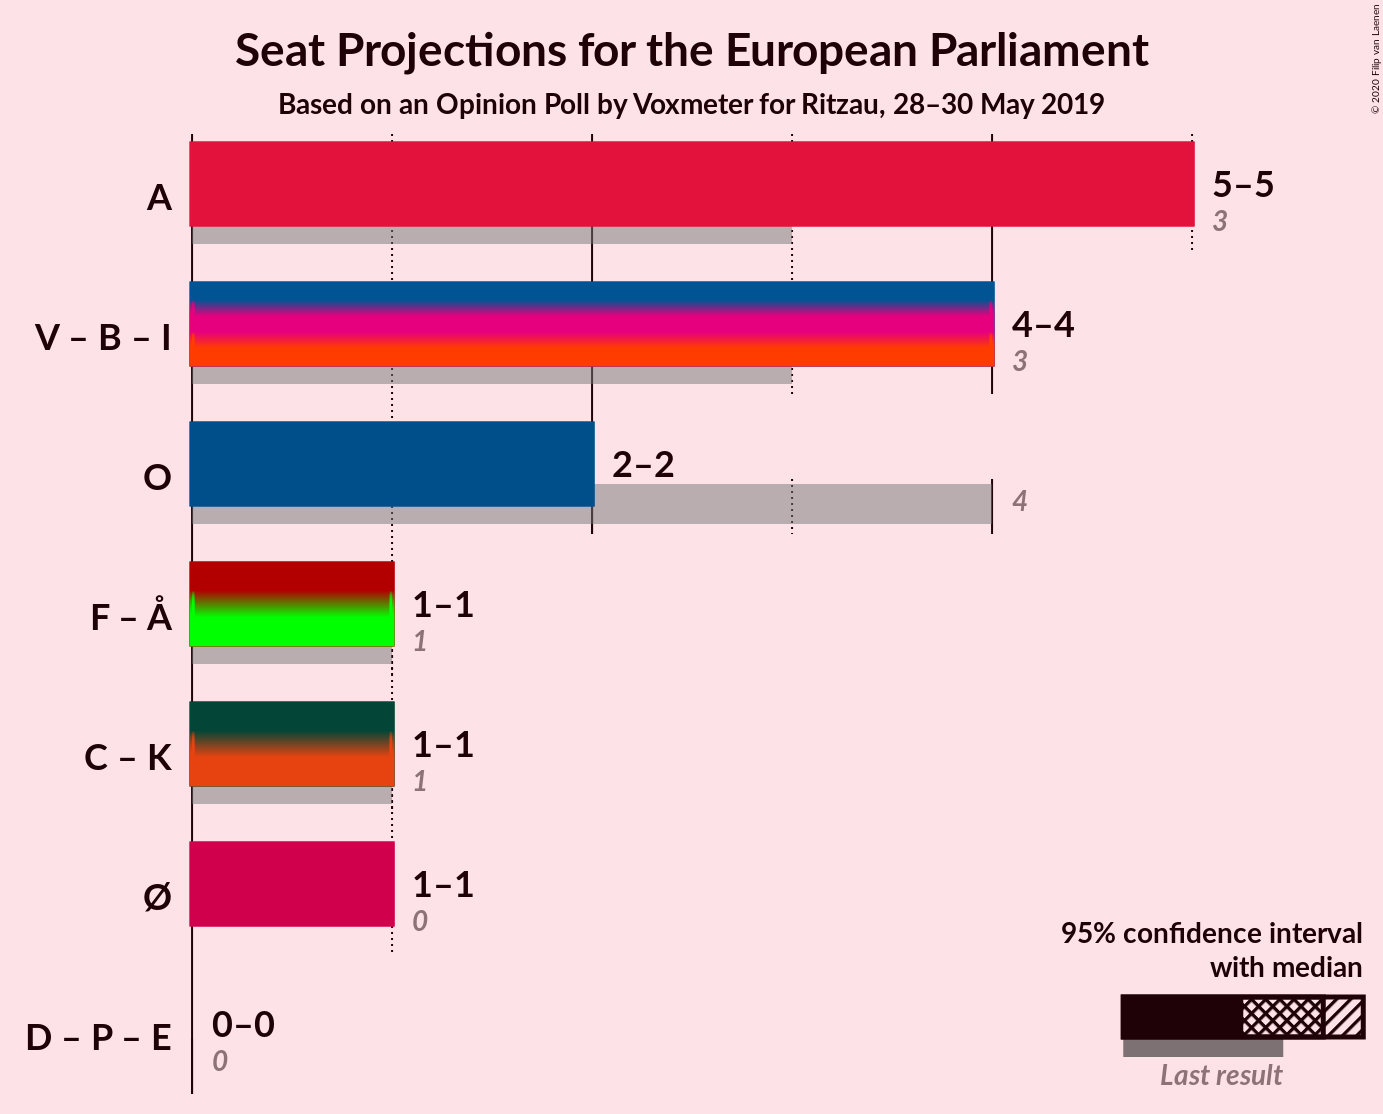 Seat Projections for the European Parliament
Based on an Opinion Poll by Voxmeter for Ritzau, 28–30 May 2019
© 2020 Filip van Laenen
A
5–5
3
V – B – I
4–4
3
O
2–2
4
F – Å
1–1
1
C – K
1–1
1
Ø
1–1
0
D – P – E
0–0
0
95% confidence interval
with median
Last result